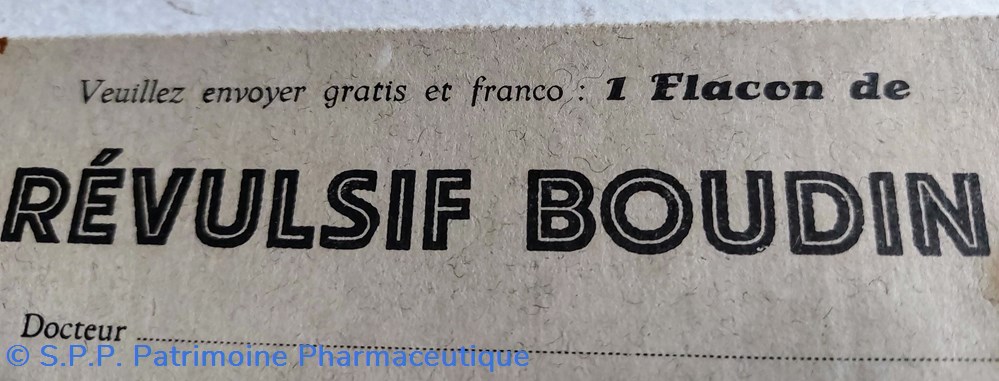 Veuillez envoyer gratis et franco : 1 Flacon de
RÉVULSIF BOUDIN
Docteur ........................................................
© S.P.P. Patrimoine Pharmaceutique